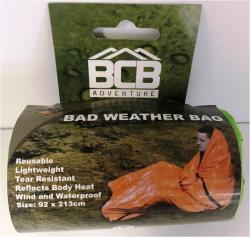 BCB
ADVENTURE
BAD WEATHER BAG
Reusable
Lightweight
Tear Resistant
Reflects Body Heat
Wind and Waterproof
Size: 92 x 213cm